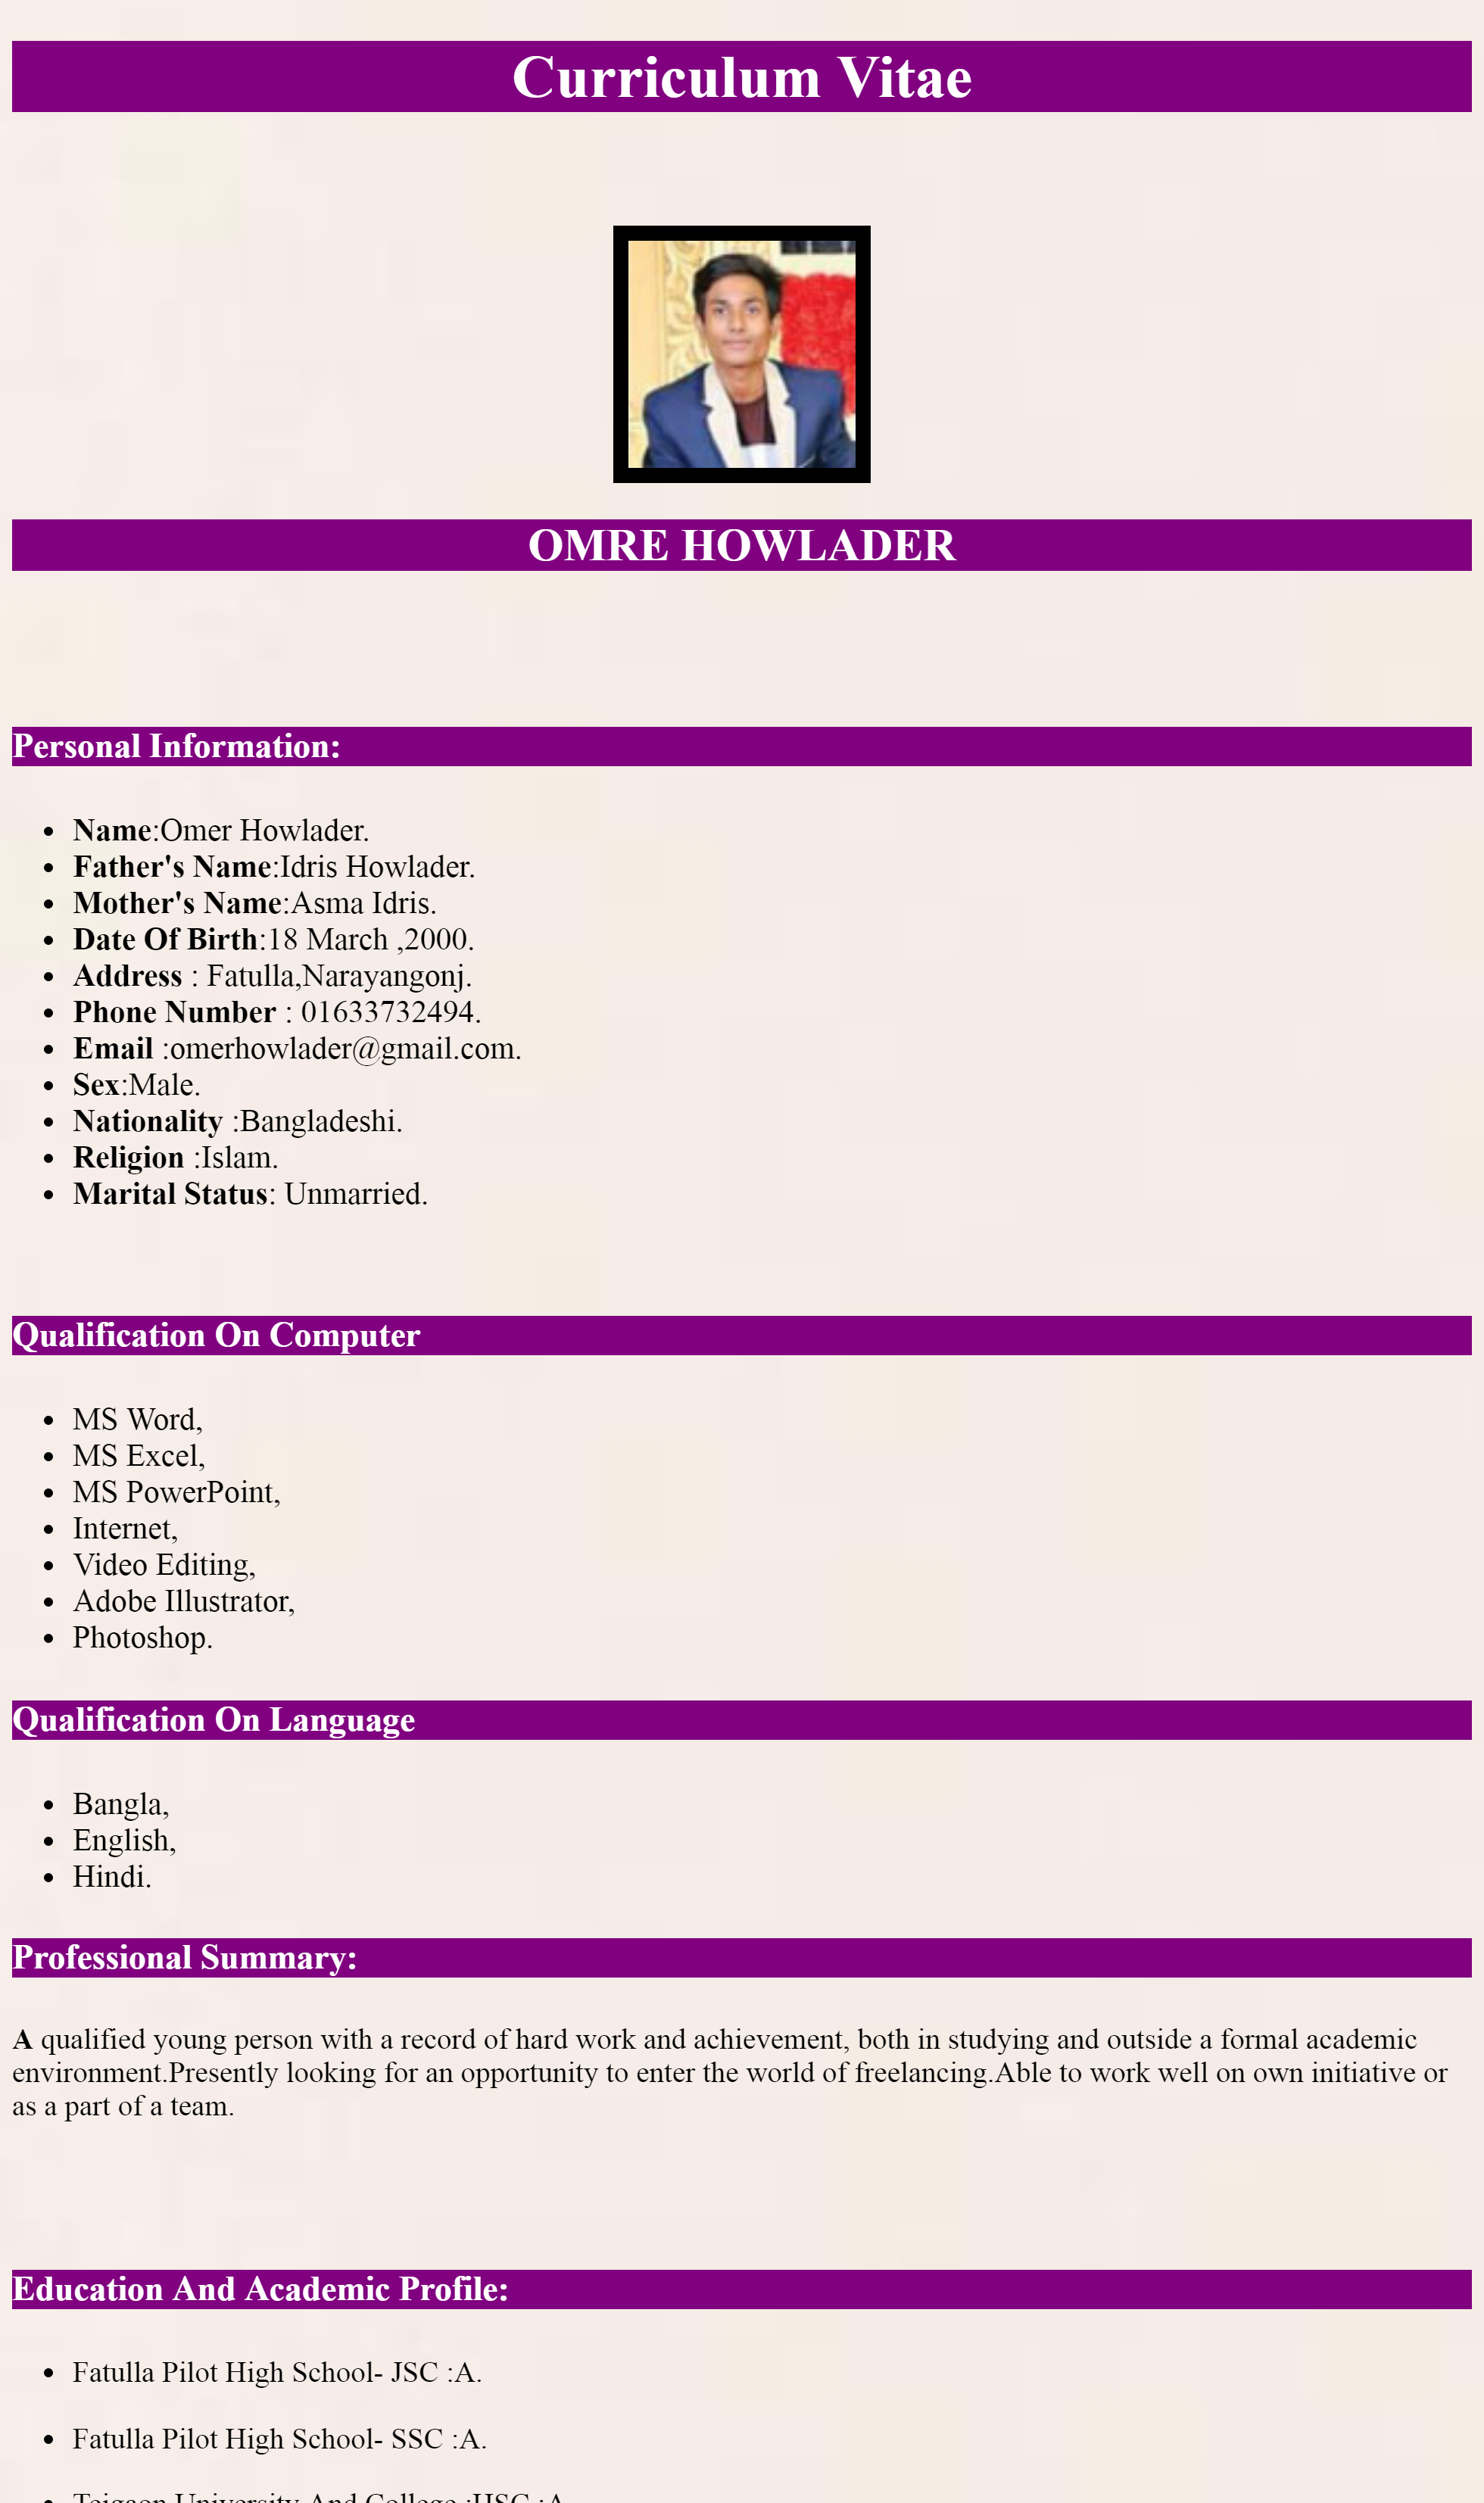 Curriculum Vitae
OMRE HOWLADER
Personal Information:
Name:Omer Howlader.
Father's Name:Idris Howlader.
Mother's Name:Asma Idris.
Date Of Birth:18 March ,2000.
Address : Fatulla,Narayangonj.
Phone Number : 01633732494.
Email :omerhowlader@gmail.com.
Sex:Male.
Nationality :Bangladeshi.
Religion :Islam.
Marital Status: Unmarried.
Qualification On Computer
MS Word,
MS Excel,
MS PowerPoint,
Internet,
Video Editing,
Adobe Illustrator,
Photoshop.
Qualification On Language
Bangla,
English,
Hindi.
Professional Summary:
A qualified young person with a record of hard work and achievement, both in studying and outside a formal academic
environment.Presently looking for an opportunity to enter the world of freelancing.Able to work well on own initiative or
as a part of a team.
Education And Academic Profile:
Fatulla Pilot High School- JSC :A.
Fatulla Pilot High School- SSC :A.
University And College :HSC :A